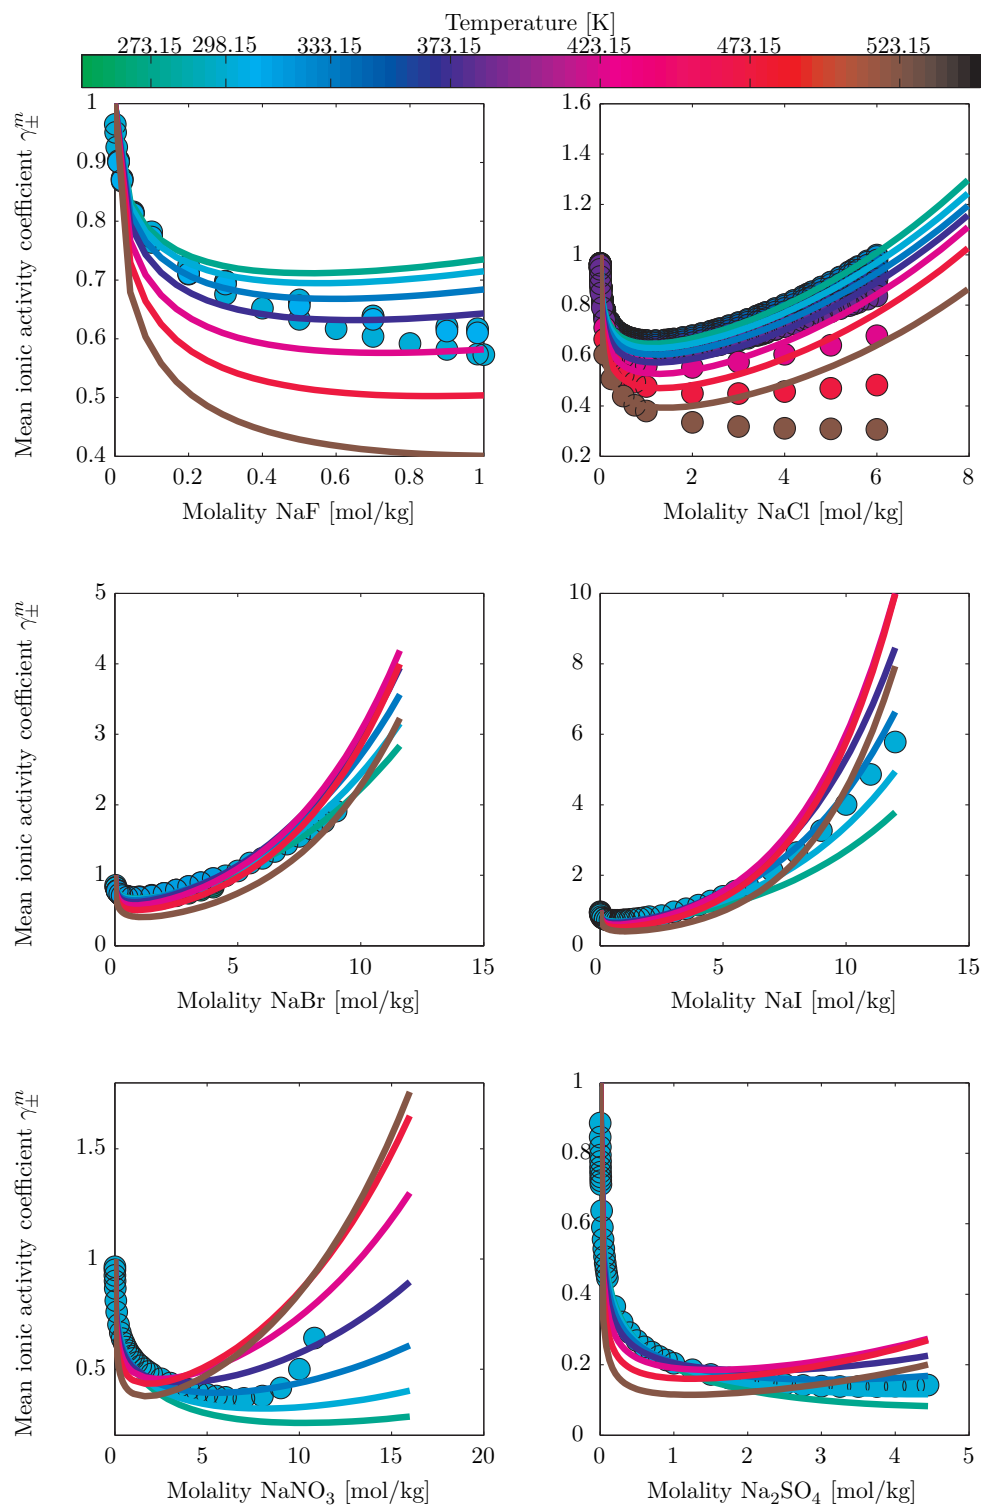 Temperature [K]
273.15 298.15 333.15 373.15 423.15 473.15 523.15
Mean ionic activity coefficient γ±^m
1
0.9
0.8
0.7
0.6
0.5
0.4
0 0.2 0.4 0.6 0.8 1
Molality NaF [mol/kg]
1.6
1.4
1.2
1
0.8
0.6
0.4
0.2
0 2 4 6 8
Molality NaCl [mol/kg]
Mean ionic activity coefficient γ±^m
5
4
3
2
1
0
0 5 10 15
Molality NaBr [mol/kg]
10
8
6
4
2
0
0 5 10 15
Molality NaI [mol/kg]
Mean ionic activity coefficient γ±^m
1.5
1
0.5
0 5 10 15 20
Molality NaNO₃ [mol/kg]
1
0.8
0.6
0.4
0.2
0
0 1 2 3 4 5
Molality Na₂SO₄ [mol/kg]